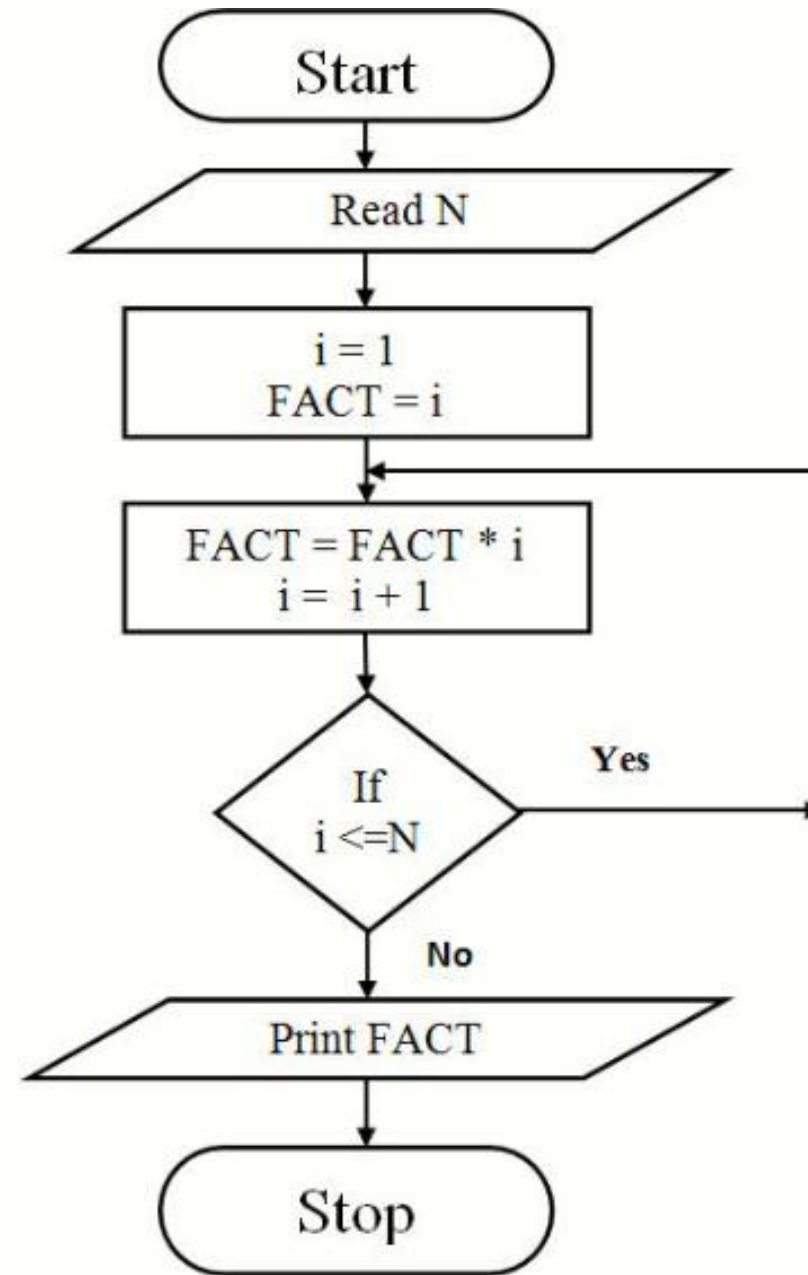 Start
Read N
i = 1
FACT = i
FACT = FACT * i
i = i + 1
If
i <=N
Yes
No
Print FACT
Stop